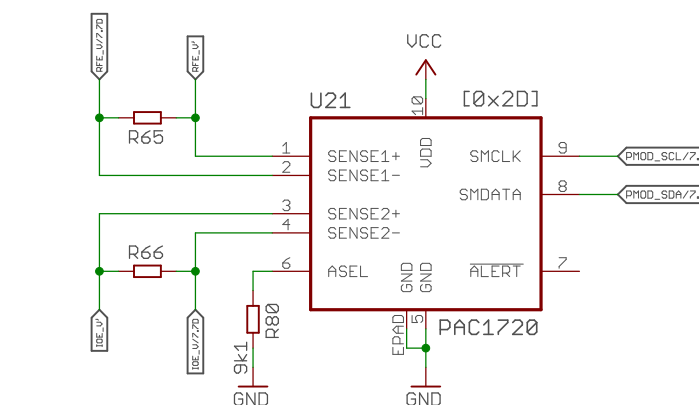 RFE_V/7.7D
RFE_V'
VCC
U21
10
[0x2D]
R65
1
SENSE1+
VDD
SMCLK
9
PMOD_SCL/7.
2
SENSE1-
SMDATA
8
PMOD_SDA/7.
3
SENSE2+
4
SENSE2-
R66
6
ASEL
GND
GND
ALERT
7
IOE_V'
IOE_V/7.7D
R80
9k1
EPAD
5
PAC1720
GND
GND